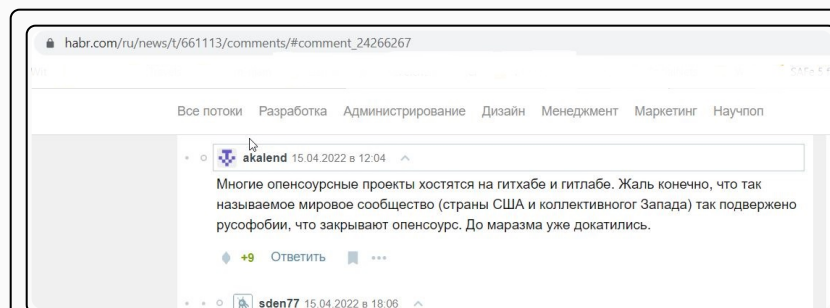 habr.com/ru/news/t/661113/comments/#comment_24266267
Все потоки Разработка Администрирование Дизайн Менеджмент Маркетинг Научпоп
akalend 15.04.2022 в 12:04
Многие опенсоурсные проекты хостятся на гитхабе и гитлабе. Жаль конечно, что так
называемое мировое сообщество (страны США и коллективногог Запада) так подвержено
русофобии, что закрывают опенсоурс. До маразма уже докатились.
+9 Ответить
sden77 15.04.2022 в 18:06